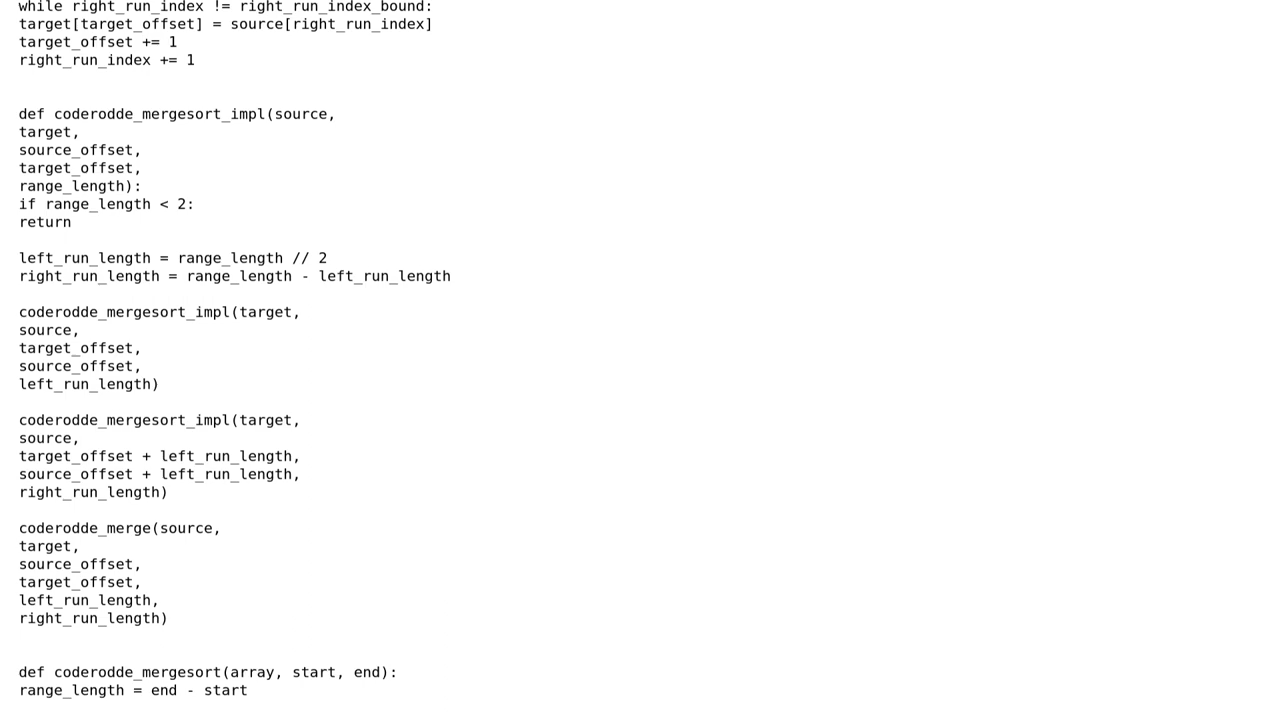 while right_run_index != right_run_index_bound:
target[target_offset] = source[right_run_index]
target_offset += 1
right_run_index += 1
def coderodde_mergesort_impl(source,
target,
source_offset,
target_offset,
range_length):
if range_length < 2:
return
left_run_length = range_length // 2
right_run_length = range_length - left_run_length
coderodde_mergesort_impl(target,
source,
target_offset,
source_offset,
left_run_length)
coderodde_mergesort_impl(target,
source,
target_offset + left_run_length,
source_offset + left_run_length,
right_run_length)
coderodde_merge(source,
target,
source_offset,
target_offset,
left_run_length,
right_run_length)
def coderodde_mergesort(array, start, end):
range_length = end - start